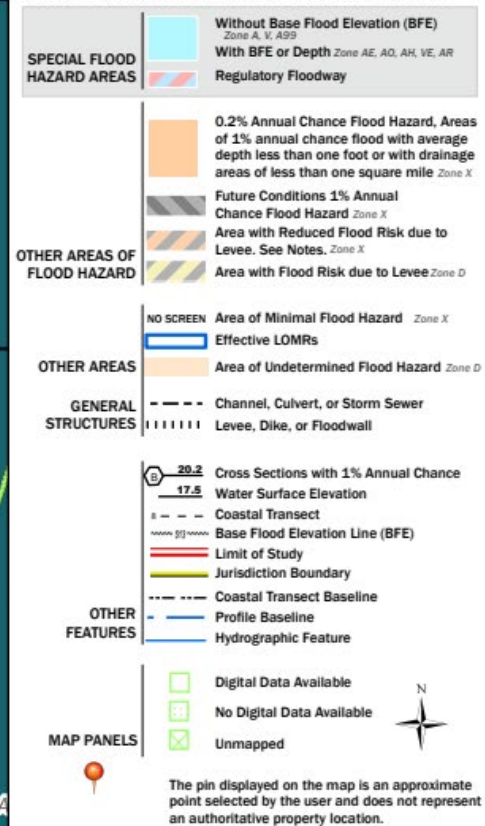 SPECIAL FLOOD
HAZARD AREAS
Without Base Flood Elevation (BFE)
Zone A, V, A99
With BFE or Depth Zone AE, AO, AH, VE, AR
Regulatory Floodway
OTHER AREAS OF
FLOOD HAZARD
0.2% Annual Chance Flood Hazard, Areas
of 1% annual chance flood with average
depth less than one foot or with drainage
areas of less than one square mile Zone X
Future Conditions 1% Annual
Chance Flood Hazard Zone X
Area with Reduced Flood Risk due to
Levee. See Notes. Zone X
Area with Flood Risk due to Levee Zone D
OTHER AREAS
NO SCREEN Area of Minimal Flood Hazard Zone X
Effective LOMRs
Area of Undetermined Flood Hazard Zone D
GENERAL
STRUCTURES
Channel, Culvert, or Storm Sewer
Levee, Dike, or Floodwall
OTHER
FEATURES
B 20.2 Cross Sections with 1% Annual Chance
17.5 Water Surface Elevation
8 Coastal Transect
513 Base Flood Elevation Line (BFE)
Limit of Study
Jurisdiction Boundary
Coastal Transect Baseline
Profile Baseline
Hydrographic Feature
MAP PANELS
Digital Data Available
No Digital Data Available
Unmapped
N
The pin displayed on the map is an approximate
point selected by the user and does not represent
an authoritative property location.